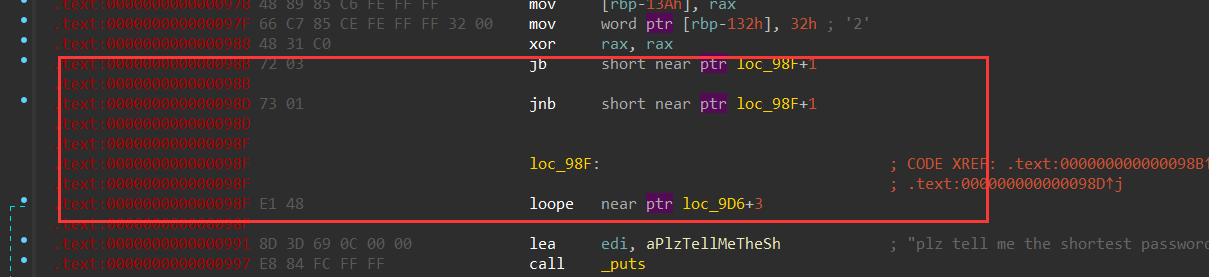 .text:0000000000000978 48 89 85 C6 FE FF FF mov [rbp-13Ah], rax
.text:000000000000097F 66 C7 85 CE FE FF FF 32 00 mov word ptr [rbp-132h], 32h ; '2'
.text:0000000000000988 48 31 C0 xor rax, rax
.text:000000000000098B 72 03 jb short near ptr loc_98F+1
.text:000000000000098B
.text:000000000000098D 73 01 jnb short near ptr loc_98F+1
.text:000000000000098D
.text:000000000000098F
.text:000000000000098F loc_98F: ; CODE XREF: .text:000000000000098B↑
.text:000000000000098F ; .text:000000000000098D↑j
.text:000000000000098F E1 48 loope near ptr loc_9D6+3
.text:000000000000098F
.text:0000000000000991 8D 3D 69 0C 00 00 lea edi, aPlzTellMeTheSh ; "plz tell me the shortest password
.text:0000000000000997 E8 84 FC FF FF call _puts